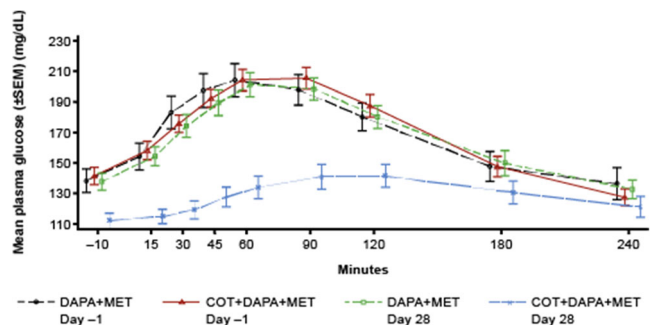 Mean plasma glucose (±SEM) (mg/dL)
230
210
190
170
150
130
110
–10 15 30 45 60 90 120 180 240
Minutes
DAPA+MET COT+DAPA+MET DAPA+MET COT+DAPA+MET
Day –1 Day –1 Day 28 Day 28